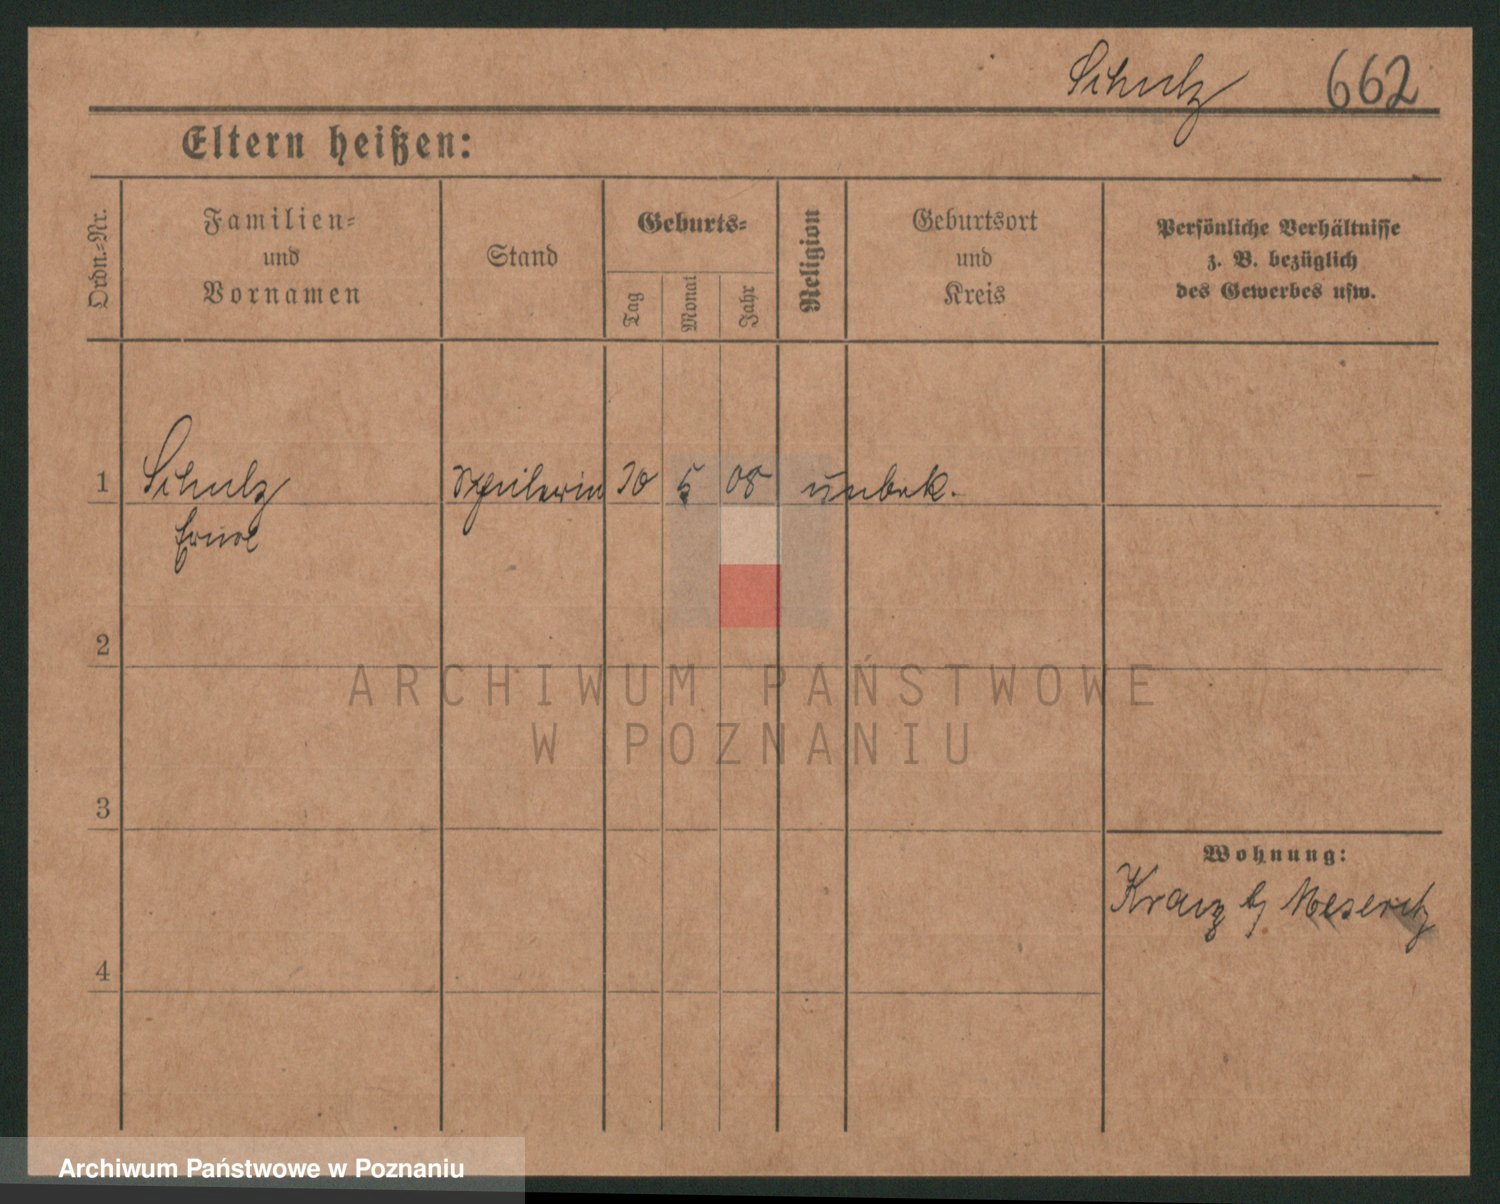 Schulz 662
Eltern heißen:
Ordn.-Nr.
Familien-
und
Vornamen
Stand
Geburts-
Tag
Monat
Jahr
Religion
Geburtsort
und
Kreis
Persönliche Verhältnisse
z. B. bezüglich
des Gewerbes usw.
1 Schulz 5 08 unbek.
2
3
4
Wohnung:
Kranz b/ Meseritz
ARCHIWUM PAŃSTWOWE
W POZNANIU
Archiwum Państwowe w Poznaniu